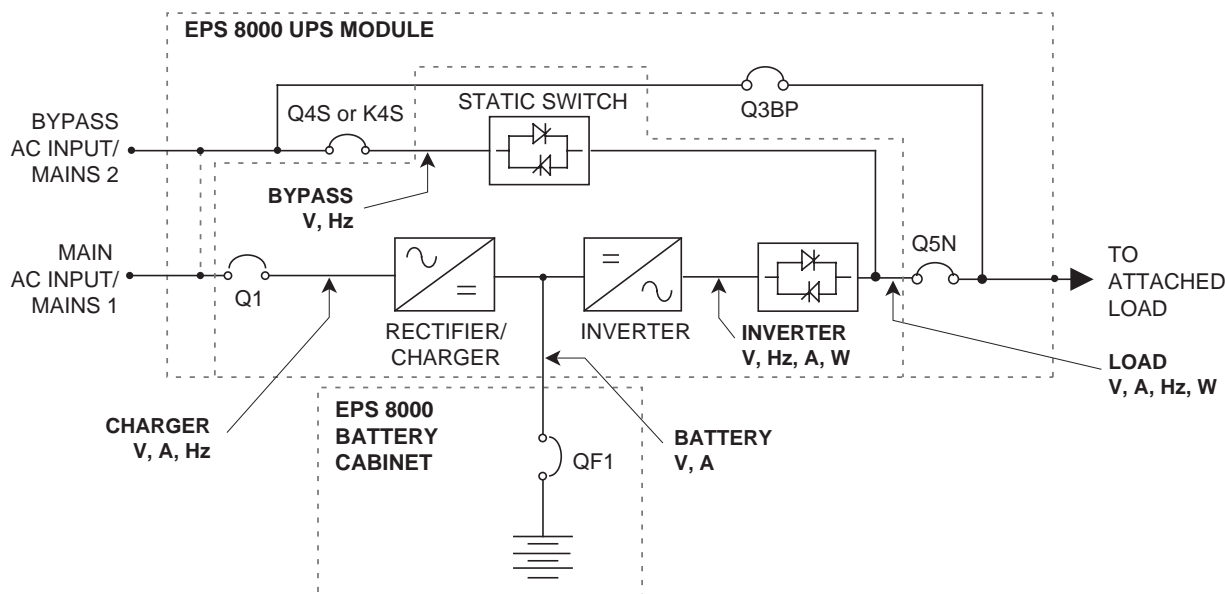 EPS 8000 UPS MODULE
BYPASS
AC INPUT/
MAINS 2
Q4S or K4S
STATIC SWITCH
Q3BP
BYPASS
V, Hz
MAIN
AC INPUT/
MAINS 1
Q1
RECTIFIER/
CHARGER
INVERTER
INVERTER
V, Hz, A, W
Q5N
TO
ATTACHED
LOAD
LOAD
V, A, Hz, W
CHARGER
V, A, Hz
EPS 8000
BATTERY
CABINET
QF1
BATTERY
V, A